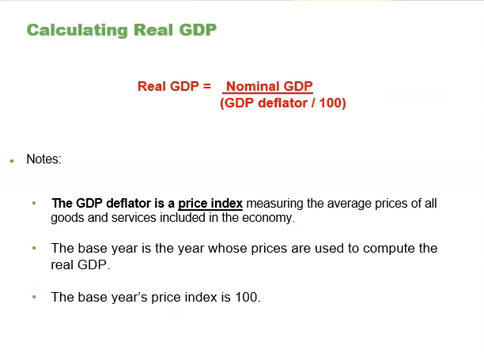 Calculating Real GDP
Real GDP = Nominal GDP
(GDP deflator / 100)
• Notes:
• The GDP deflator is a price index measuring the average prices of all
goods and services included in the economy.
• The base year is the year whose prices are used to compute the
real GDP.
• The base year's price index is 100.